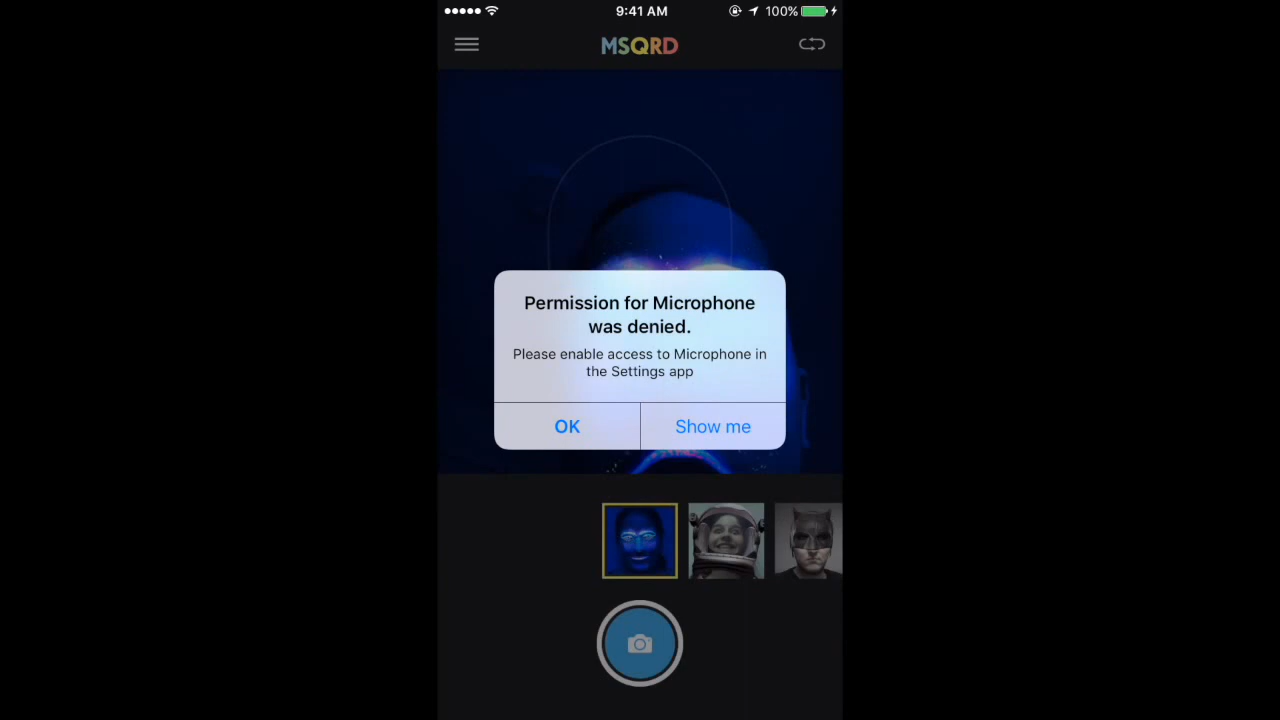 9:41 AM
100%
MSQRD
Permission for Microphone
was denied.
Please enable access to Microphone in
the Settings app
OK
Show me